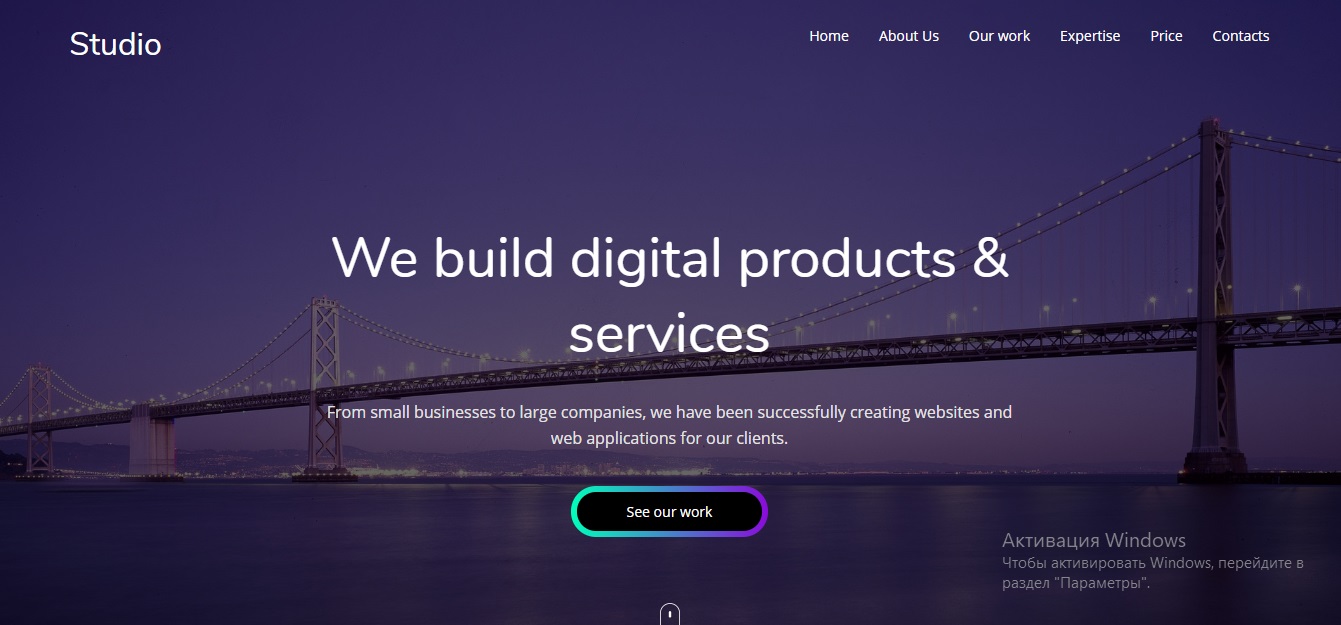 Studio
Home About Us Our work Expertise Price Contacts
We build digital products &
services
From small businesses to large companies, we have been successfully creating websites and
web applications for our clients.
See our work
Активация Windows
Чтобы активировать Windows, перейдите в
раздел "Параметры".